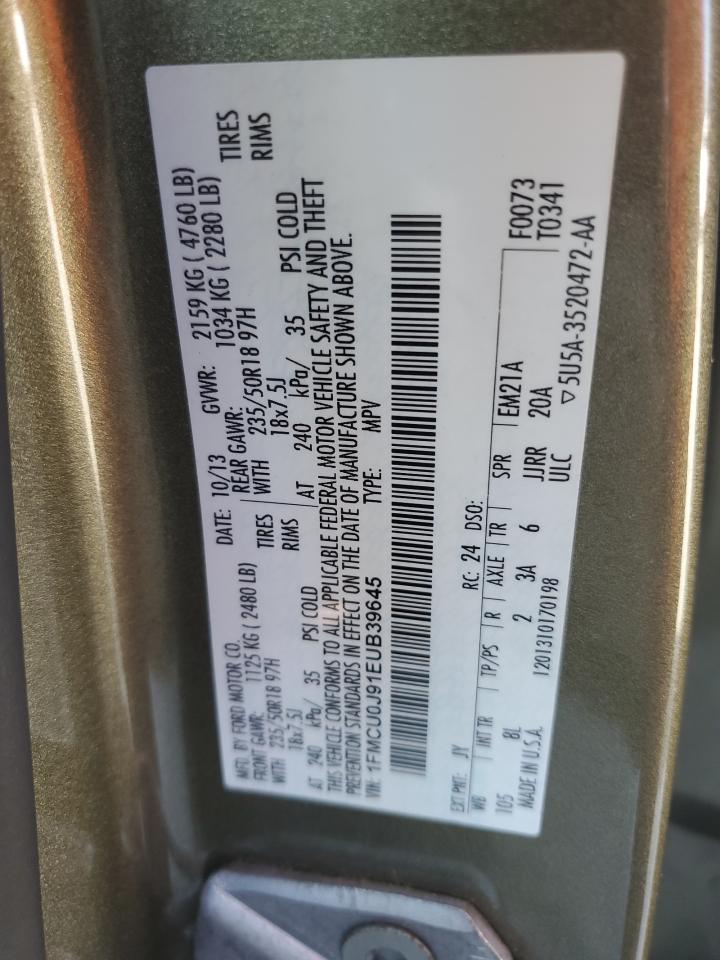 MFD. BY FORD MOTOR CO.
DATE: 10/13 GVWR: 2159 KG ( 4760 LB)
FRONT GAWR: 1125 KG ( 2480 LB) REAR GAWR: 1034 KG ( 2280 LB)
WITH 235/50R18 97H TIRES WITH 235/50R18 97H TIRES
18x7.5J RIMS 18x7.5J RIMS
AT 240 kPa/ 35 PSI COLD AT 240 kPa/ 35 PSI COLD
THIS VEHICLE CONFORMS TO ALL APPLICABLE FEDERAL MOTOR VEHICLE SAFETY AND THEFT
PREVENTION STANDARDS IN EFFECT ON THE DATE OF MANUFACTURE SHOWN ABOVE.
VIN: 1FMCU0J91EUB39645 TYPE: MPV
EXT PNT: JY RC: 24 DSO:
WB INT TR TP/PS R AXLE TR SPR EM21A F0073
105 8L 2 3A 6 JJRR 20A T0341
MADE IN U.S.A. 1201310170198 ULC ▽5U5A-3520472-AA